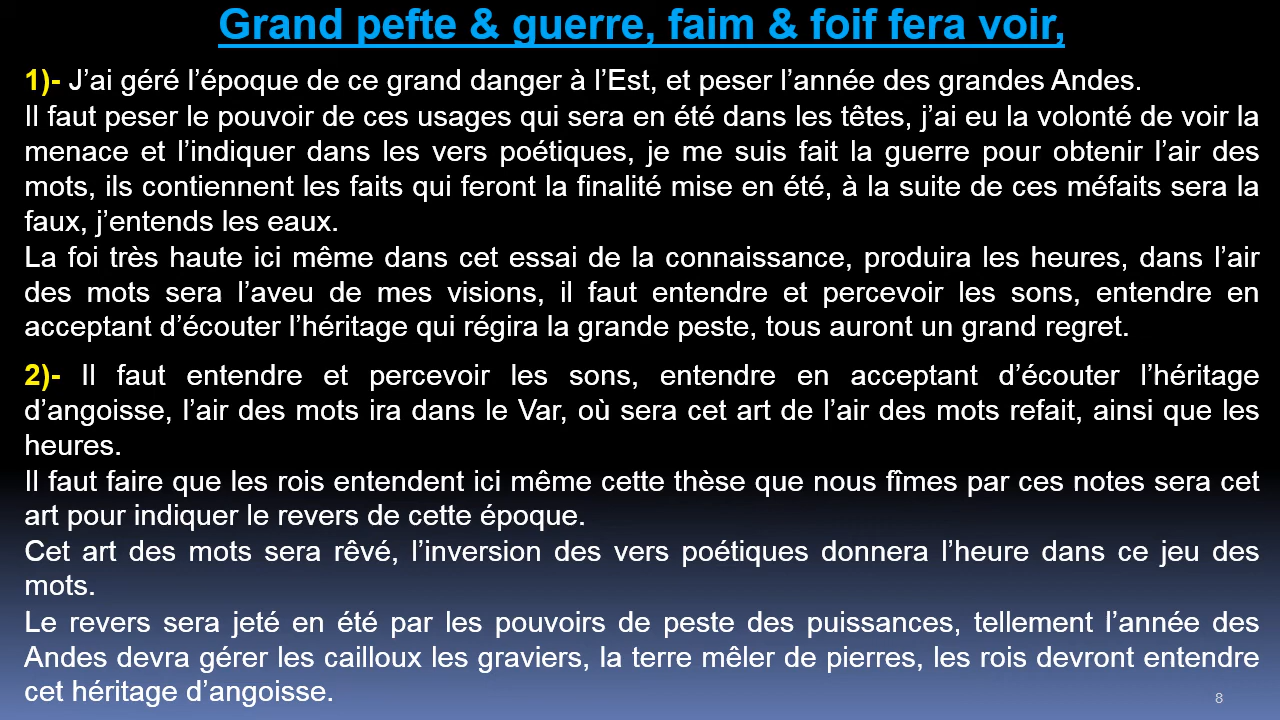 Grand pefte & guerre, faim & foif fera voir,
1)- J’ai géré l’époque de ce grand danger à l’Est, et peser l’année des grandes Andes.
Il faut peser le pouvoir de ces usages qui sera en été dans les têtes, j’ai eu la volonté de voir la
menace et l’indiquer dans les vers poétiques, je me suis fait la guerre pour obtenir l’air des
mots, ils contiennent les faits qui feront la finalité mise en été, à la suite de ces méfaits sera la
faux, j’entends les eaux.
La foi très haute ici même dans cet essai de la connaissance, produira les heures, dans l’air
des mots sera l’aveu de mes visions, il faut entendre et percevoir les sons, entendre en
acceptant d’écouter l’héritage qui régira la grande peste, tous auront un grand regret.
2)- Il faut entendre et percevoir les sons, entendre en acceptant d’écouter l’héritage
d’angoisse, l’air des mots ira dans le Var, où sera cet art de l’air des mots refait, ainsi que les
heures.
Il faut faire que les rois entendent ici même cette thèse que nous fîmes par ces notes sera cet
art pour indiquer le revers de cette époque.
Cet art des mots sera rêvé, l’inversion des vers poétiques donnera l’heure dans ce jeu des
mots.
Le revers sera jeté en été par les pouvoirs de peste des puissances, tellement l’année des
Andes devra gérer les cailloux les graviers, la terre mêler de pierres, les rois devront entendre
cet héritage d’angoisse.
8